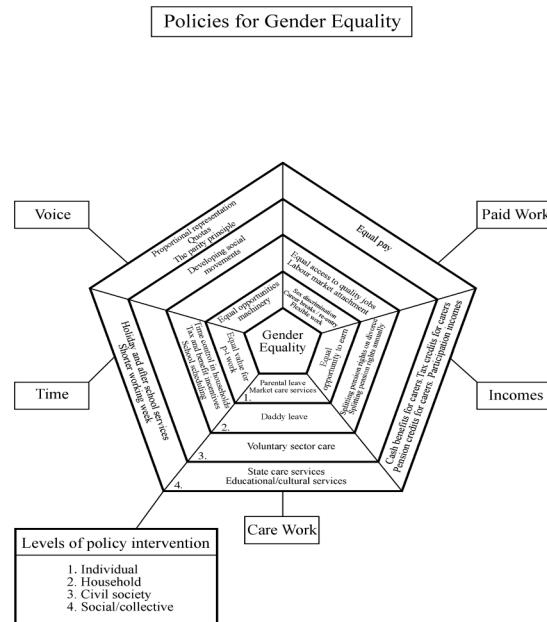 Policies for Gender Equality
Voice
Paid Work
Time
Incomes
Care Work
Proportional representation
Quotas
The parity principle
Developing social
movements
Equal opportunities
machinery
Equal pay
Equal access to quality jobs
Labour market attachment
Sex discrimination
Career breaks / re-entry
Flexible work
Gender
Equality
Holiday and after school services
Shorter working week
Time control in households
Tax and benefit incentives
School scheduling
Equal value for
p-t work
Equal
opportunity to earn
Splitting pension rights on divorce
Splitting pension rights annually
Cash benefits for carers. Tax credits for carers
Pension credits for carers. Participation incomes
Parental leave
Market care services
1.
Daddy leave
2.
Voluntary sector care
3.
State care services
Educational/cultural services
4.
Levels of policy intervention
1. Individual
2. Household
3. Civil society
4. Social/collective